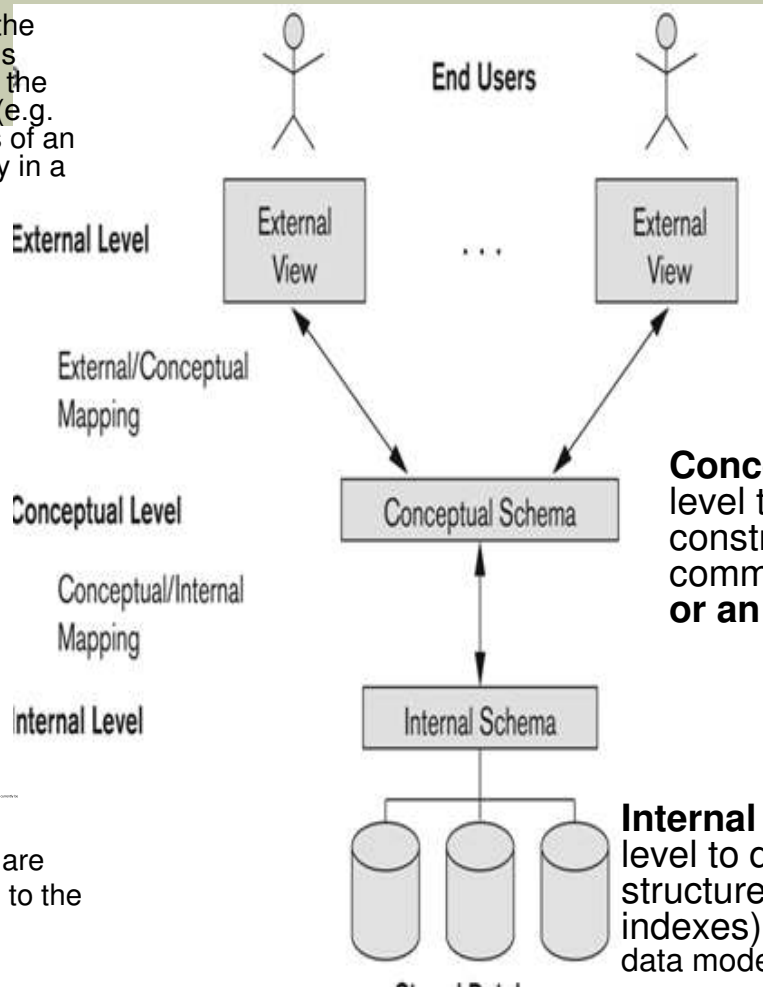 the
s
the
(e.g.
s of an
y in a
End Users
External Level
External
View
. . .
External
View
External/Conceptual
Mapping
Conceptual Level
Conceptual Schema
Conc
level t
constr
comm
or an
Conceptual/Internal
Mapping
Internal Level
Internal Schema
are
to the
Internal
level to d
structure
indexes)
data mode